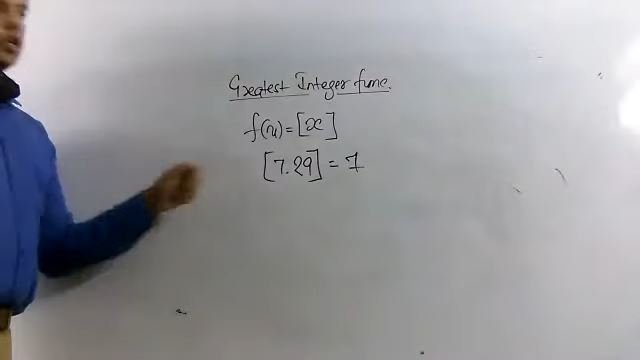 Greatest Integer func.
f(x) = [x]
[7.29] = 7